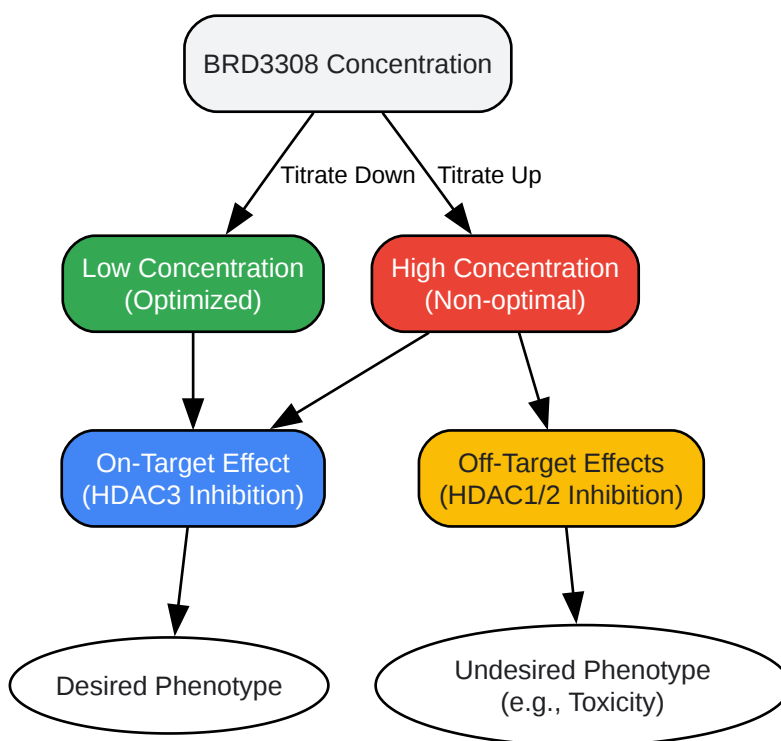 BRD3308 Concentration
Titrate Down
Titrate Up
Low Concentration
(Optimized)
High Concentration
(Non-optimal)
On-Target Effect
(HDAC3 Inhibition)
Off-Target Effects
(HDAC1/2 Inhibition)
Desired Phenotype
Undesired Phenotype
(e.g., Toxicity)